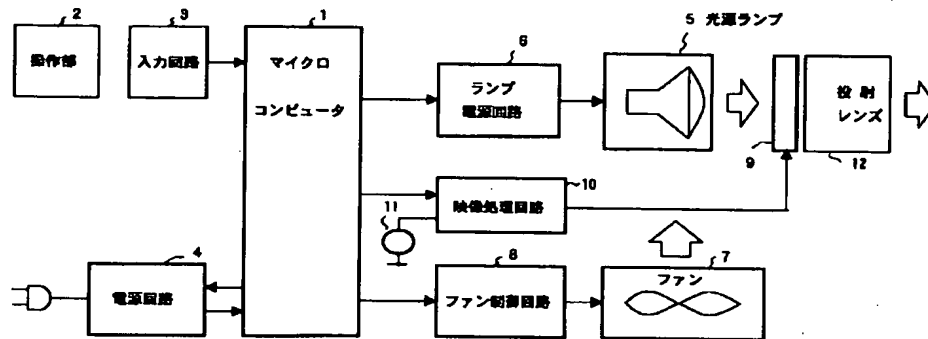 2
操作部
3
入力回路
1
マイクロ
コンピュータ
6
ランプ
電源回路
5 光源ランプ
9
投射
レンズ
12
10
映像処理回路
11
4
電源回路
8
ファン制御回路
7
ファン